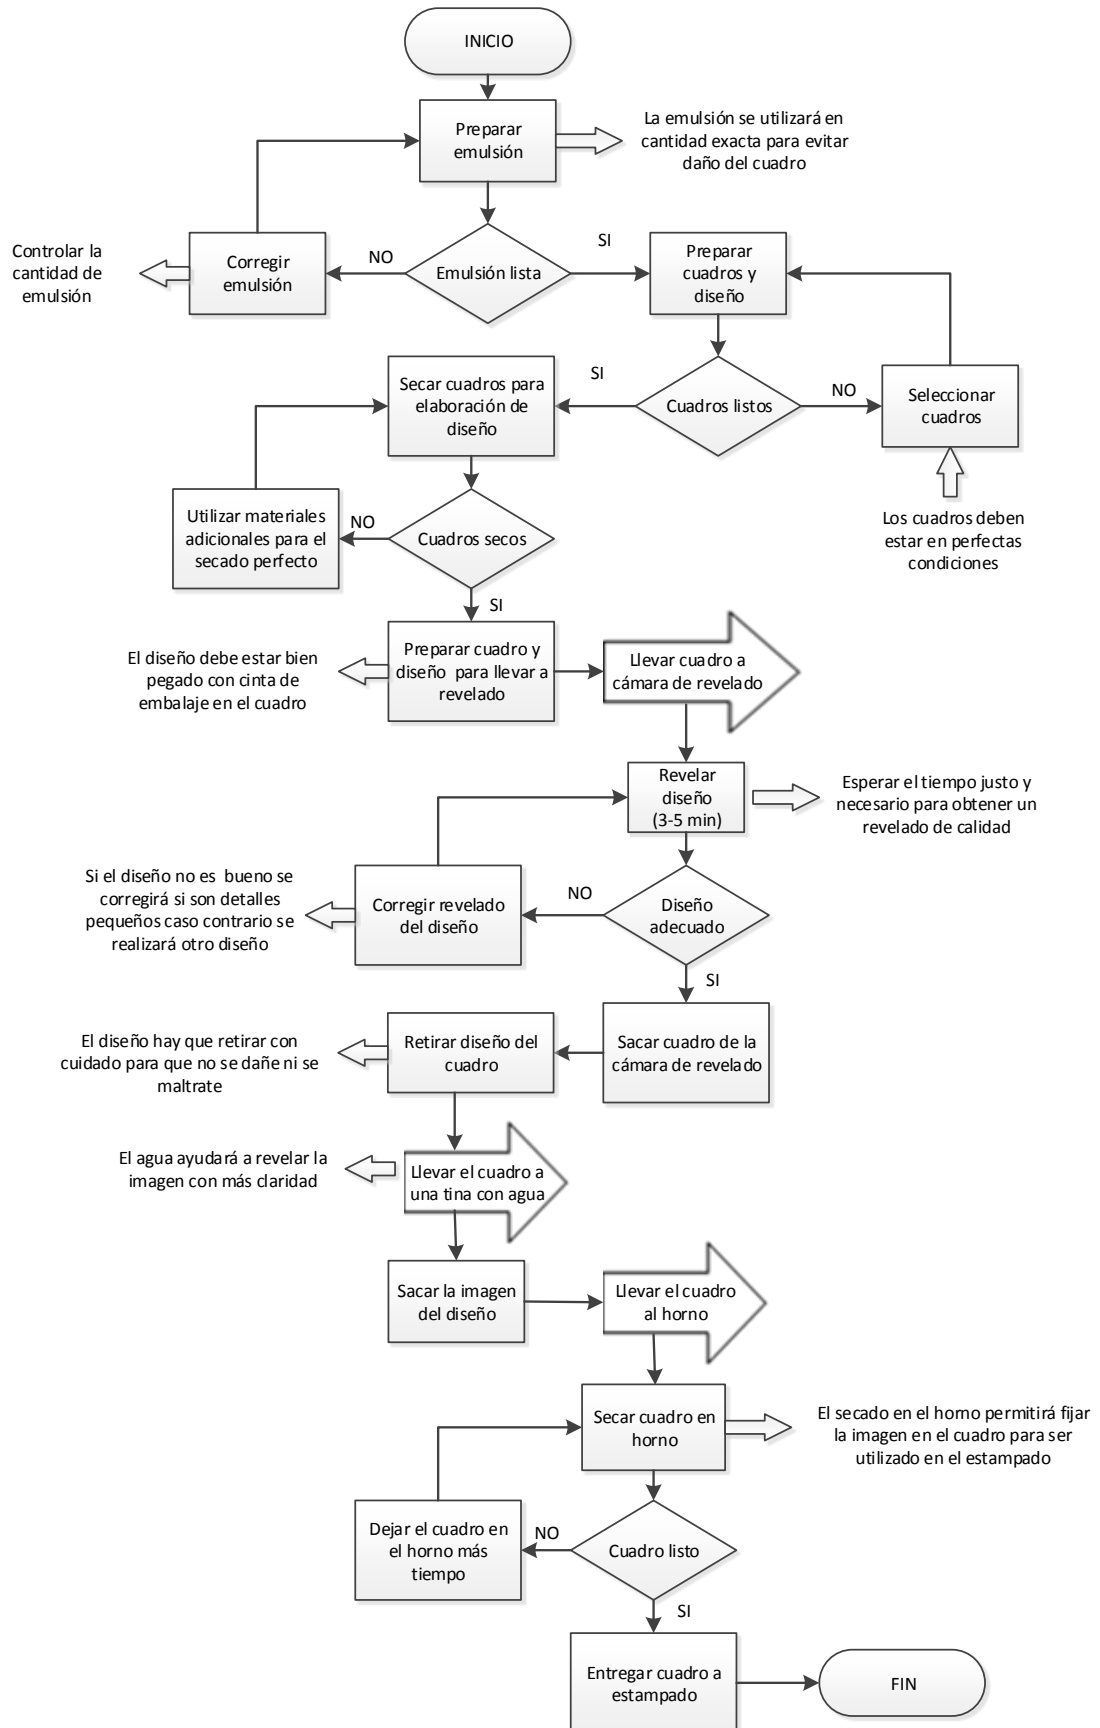 INICIO
Preparar
emulsión
La emulsión se utilizará en
cantidad exacta para evitar
daño del cuadro
Controlar la
cantidad de
emulsión
Corregir
emulsión
NO
Emulsión lista
SI
Preparar
cuadros y
diseño
Secar cuadros para
elaboración de
diseño
SI
Cuadros listos
NO
Seleccionar
cuadros
Los cuadros deben
estar en perfectas
condiciones
Utilizar materiales
adicionales para el
secado perfecto
NO
Cuadros secos
SI
El diseño debe estar bien
pegado con cinta de
embalaje en el cuadro
Preparar cuadro y
diseño para llevar a
revelado
Llevar cuadro a
cámara de revelado
Revelar
diseño
(3-5 min)
Esperar el tiempo justo y
necesario para obtener un
revelado de calidad
Si el diseño no es bueno se
corregirá si son detalles
pequeños caso contrario se
realizará otro diseño
Corregir revelado
del diseño
NO
Diseño
adecuado
SI
El diseño hay que retirar con
cuidado para que no se dañe ni se
maltrate
Retirar diseño del
cuadro
Sacar cuadro de la
cámara de revelado
El agua ayudará a revelar la
imagen con más claridad
Llevar el cuadro a
una tina con agua
Sacar la imagen
del diseño
Llevar el cuadro
al horno
Secar cuadro en
horno
El secado en el horno permitirá fijar
la imagen en el cuadro para ser
utilizado en el estampado
Dejar el cuadro en
el horno más
tiempo
NO
Cuadro listo
SI
Entregar cuadro a
estampado
FIN